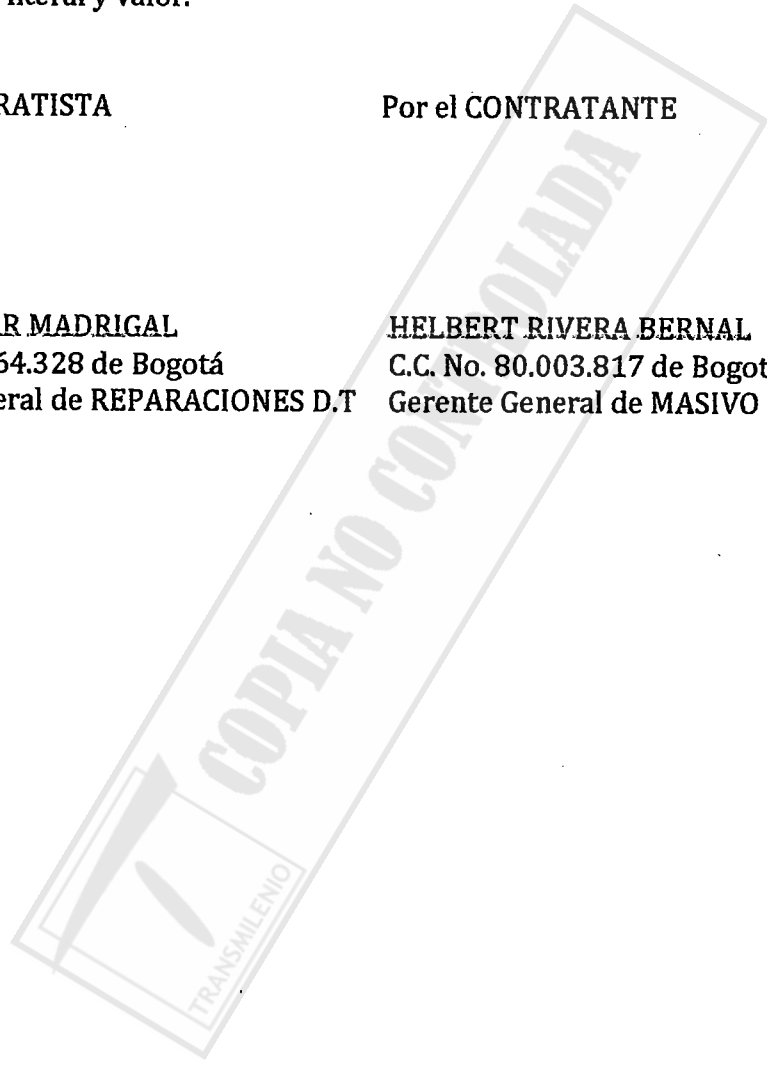 literal y valor.
RATISTA
Por el CONTRATANTE
R MADRIGAL
64.328 de Bogotá
eral de REPARACIONES D.T
HELBERT RIVERA BERNAL
C.C. No. 80.003.817 de Bogot
Gerente General de MASIVO
COPIA NO CONTROLADA
TRANSMILENIO